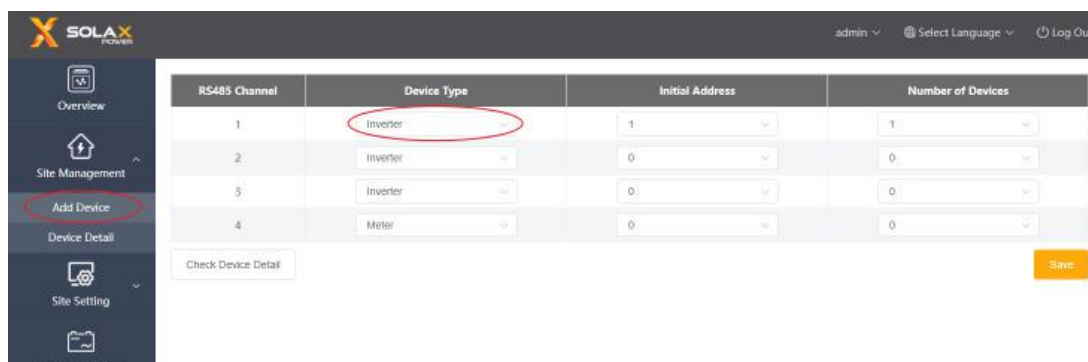 SOLAX POWER
admin Select Language Log Ou
Overview
Site Management
Add Device
Device Detail
Site Setting
RS485 Channel Device Type Initial Address Number of Devices
1 Inverter 1 1
2 Inverter 0 0
3 Inverter 0 0
4 Meter 0 0
Check Device Detail Save